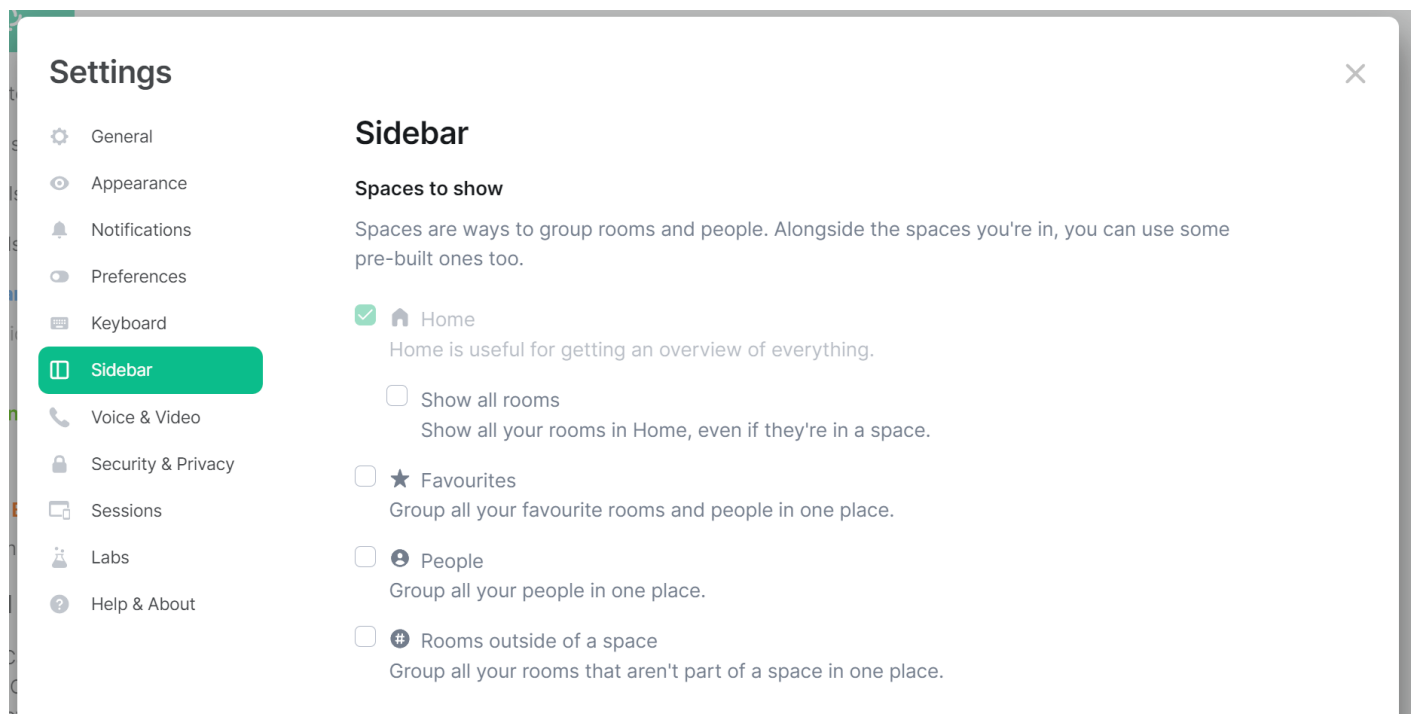 Settings
General
Appearance
Notifications
Preferences
Keyboard
Sidebar
Voice & Video
Security & Privacy
Sessions
Labs
Help & About
Sidebar
Spaces to show
Spaces are ways to group rooms and people. Alongside the spaces you're in, you can use some
pre-built ones too.
Home
Home is useful for getting an overview of everything.
Show all rooms
Show all your rooms in Home, even if they're in a space.
Favourites
Group all your favourite rooms and people in one place.
People
Group all your people in one place.
Rooms outside of a space
Group all your rooms that aren't part of a space in one place.